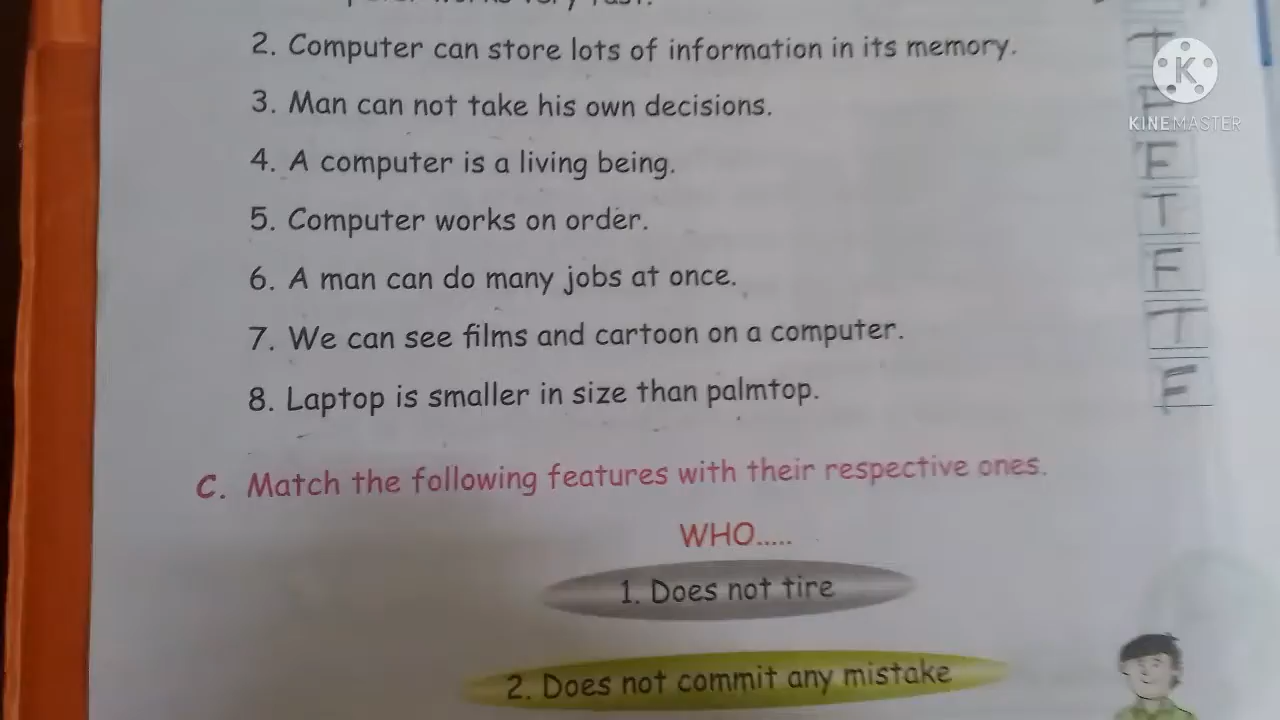 2. Computer can store lots of information in its memory. T
3. Man can not take his own decisions. F
4. A computer is a living being. F
5. Computer works on order. T
6. A man can do many jobs at once. F
7. We can see films and cartoon on a computer. T
8. Laptop is smaller in size than palmtop. F
C. Match the following features with their respective ones.
WHO.....
1. Does not tire
2. Does not commit any mistake
K
KINEMASTER